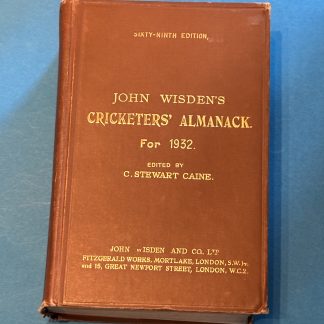 SIXTY-NINTH EDITION,
JOHN WISDEN'S
CRICKETERS' ALMANACK.
For 1932.
EDITED BY
C. STEWART CAINE.
JOHN WISDEN AND CO. LTD
FITZGERALD WORKS, MORTLAKE, LONDON, S.W.
and 15, GREAT NEWPORT STREET, LONDON, W.C.2.